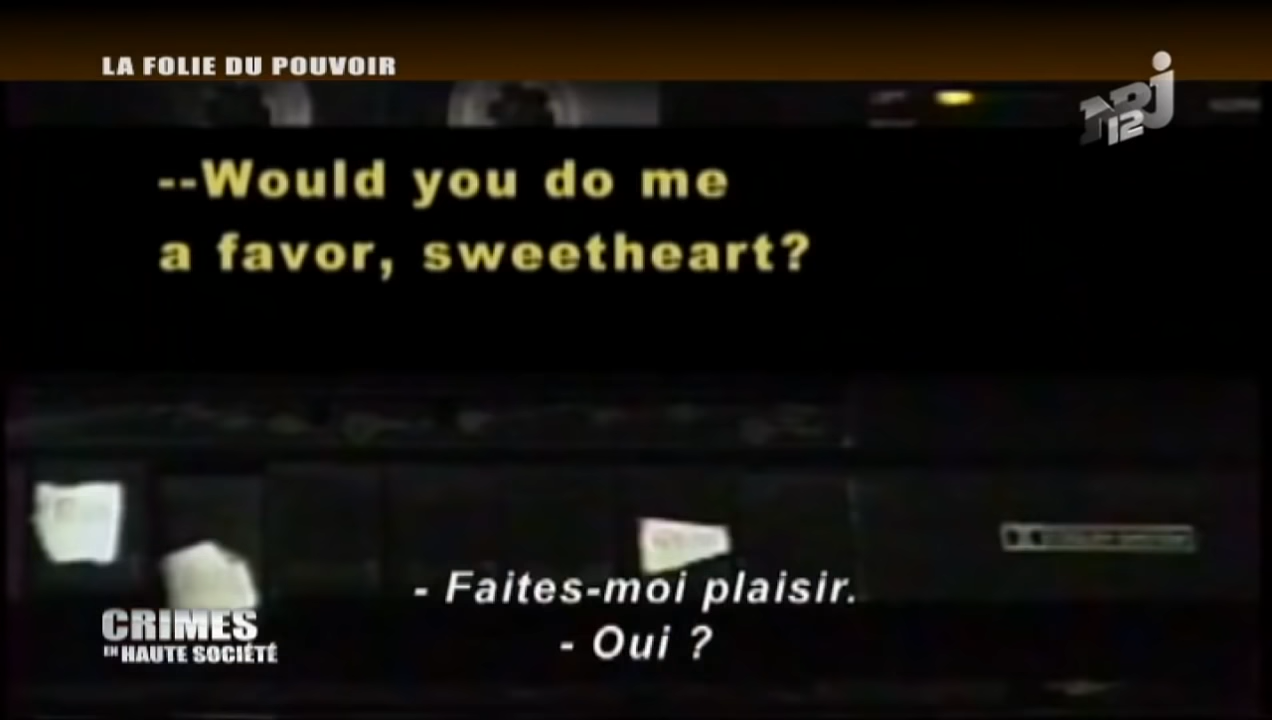 LA FOLIE DU POUVOIR
NRJ
12
--Would you do me
a favor, sweetheart?
- Faites-moi plaisir.
- Oui ?
CRIMES
EN HAUTE SOCIÉTÉ